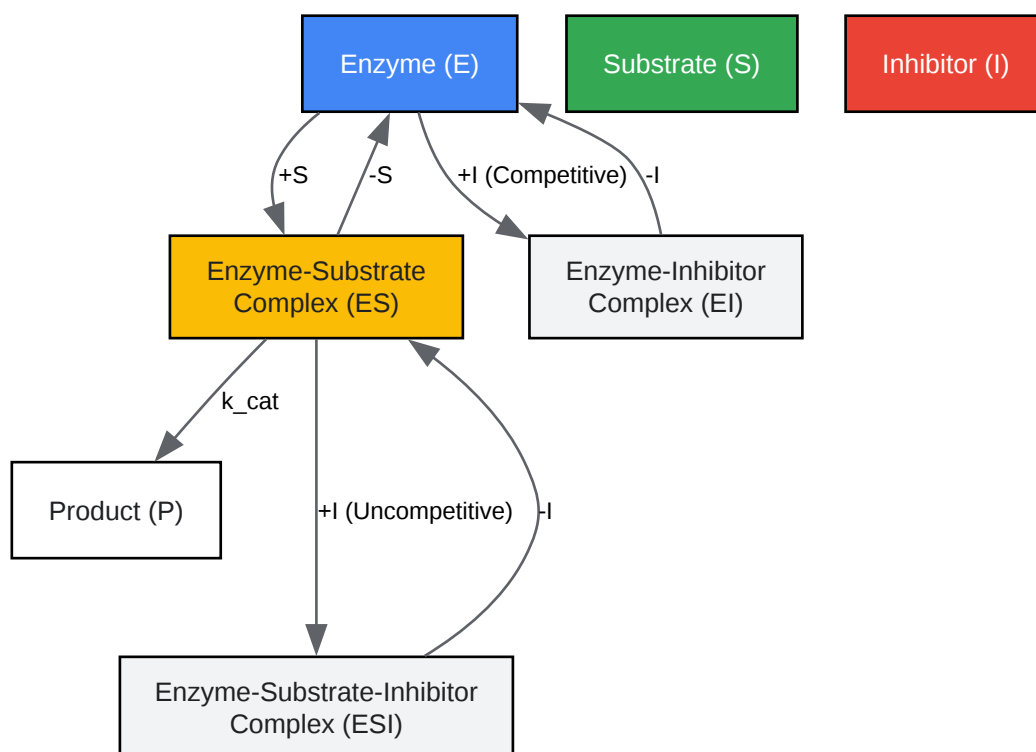 Enzyme (E)
Substrate (S)
Inhibitor (I)
+S
-S
+I (Competitive)
-I
Enzyme-Substrate
Complex (ES)
Enzyme-Inhibitor
Complex (EI)
k_cat
Product (P)
+I (Uncompetitive)
-I
Enzyme-Substrate-Inhibitor
Complex (ESI)